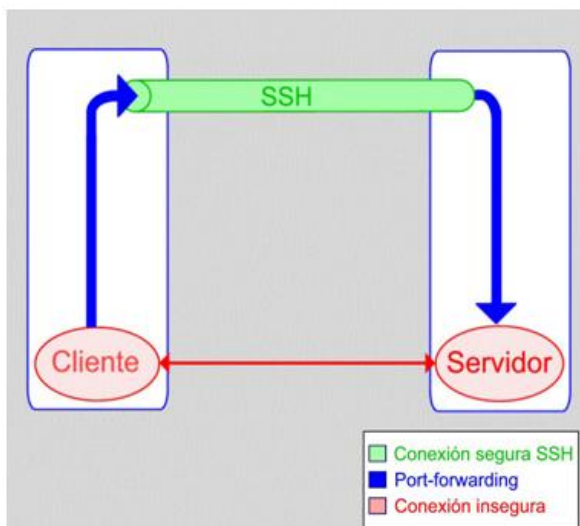 SSH
Cliente
Servidor
Conexión segura SSH
Port-forwarding
Conexión insegura